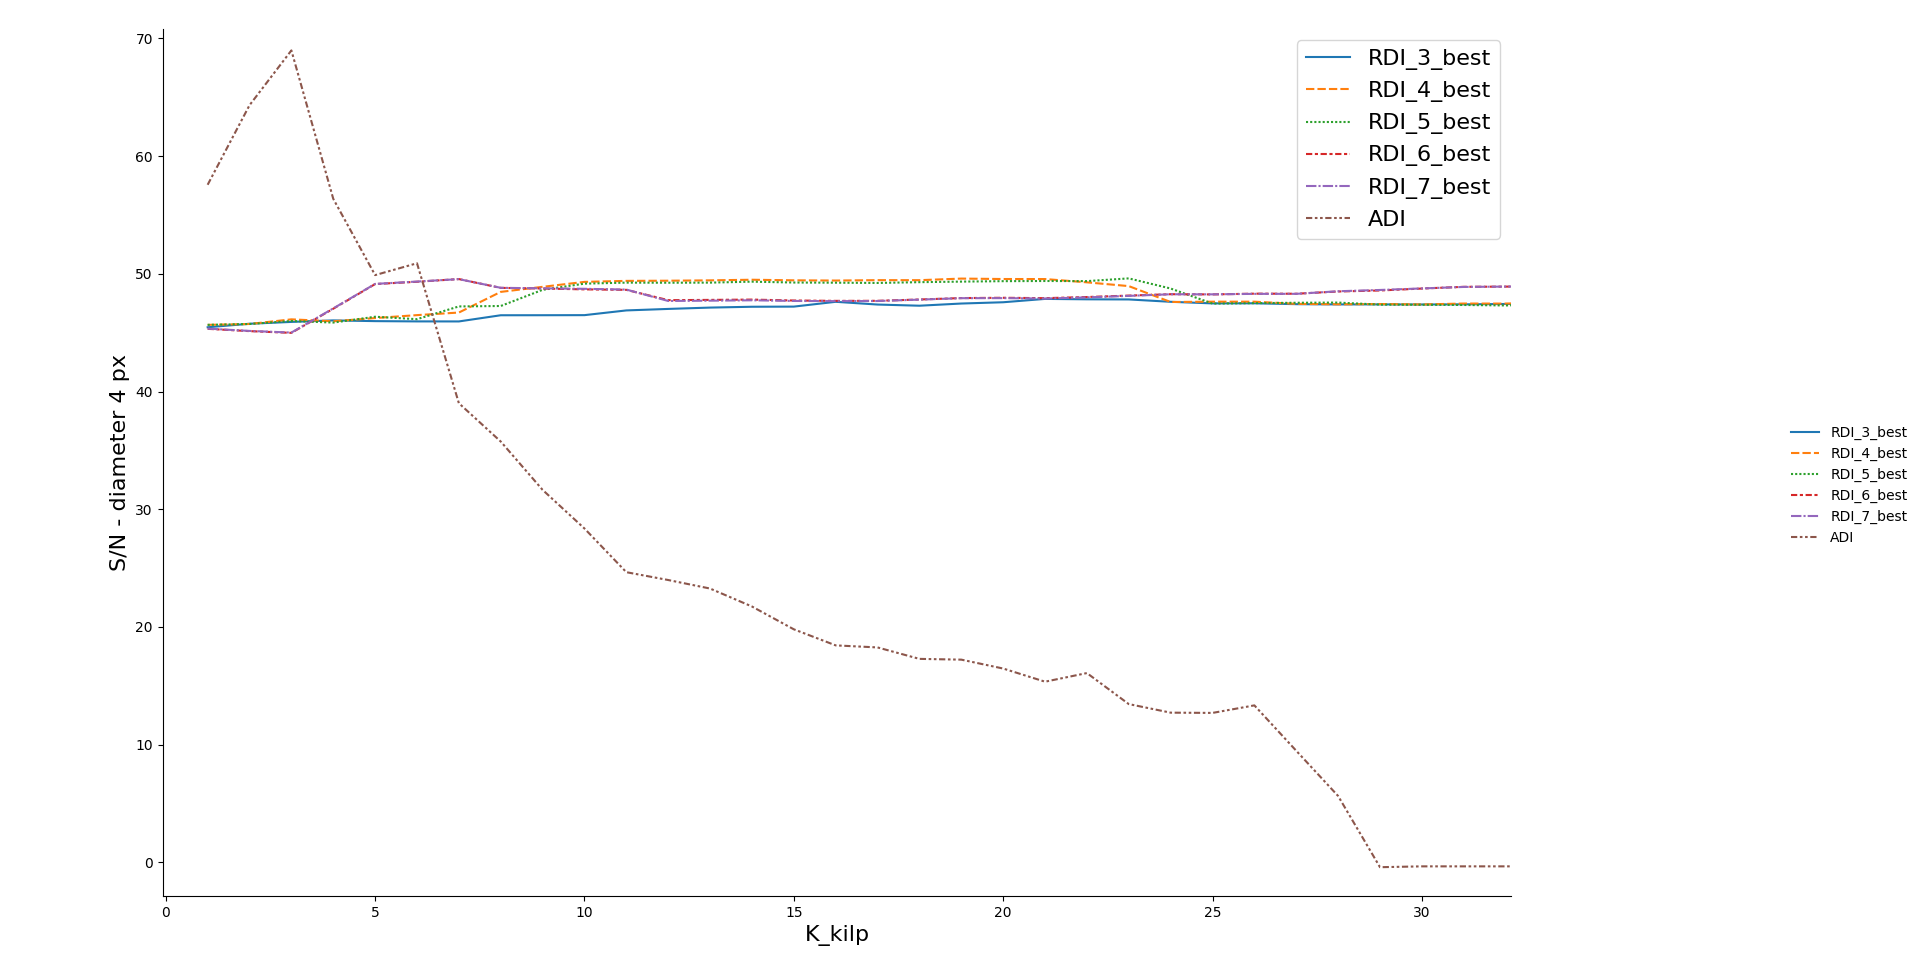 70
60
50
40
30
20
10
0
S/N - diameter 4 px
0 5 10 15 20 25 30
K_kilp
RDI_3_best
RDI_4_best
RDI_5_best
RDI_6_best
RDI_7_best
ADI
RDI_3_best
RDI_4_best
RDI_5_best
RDI_6_best
RDI_7_best
ADI